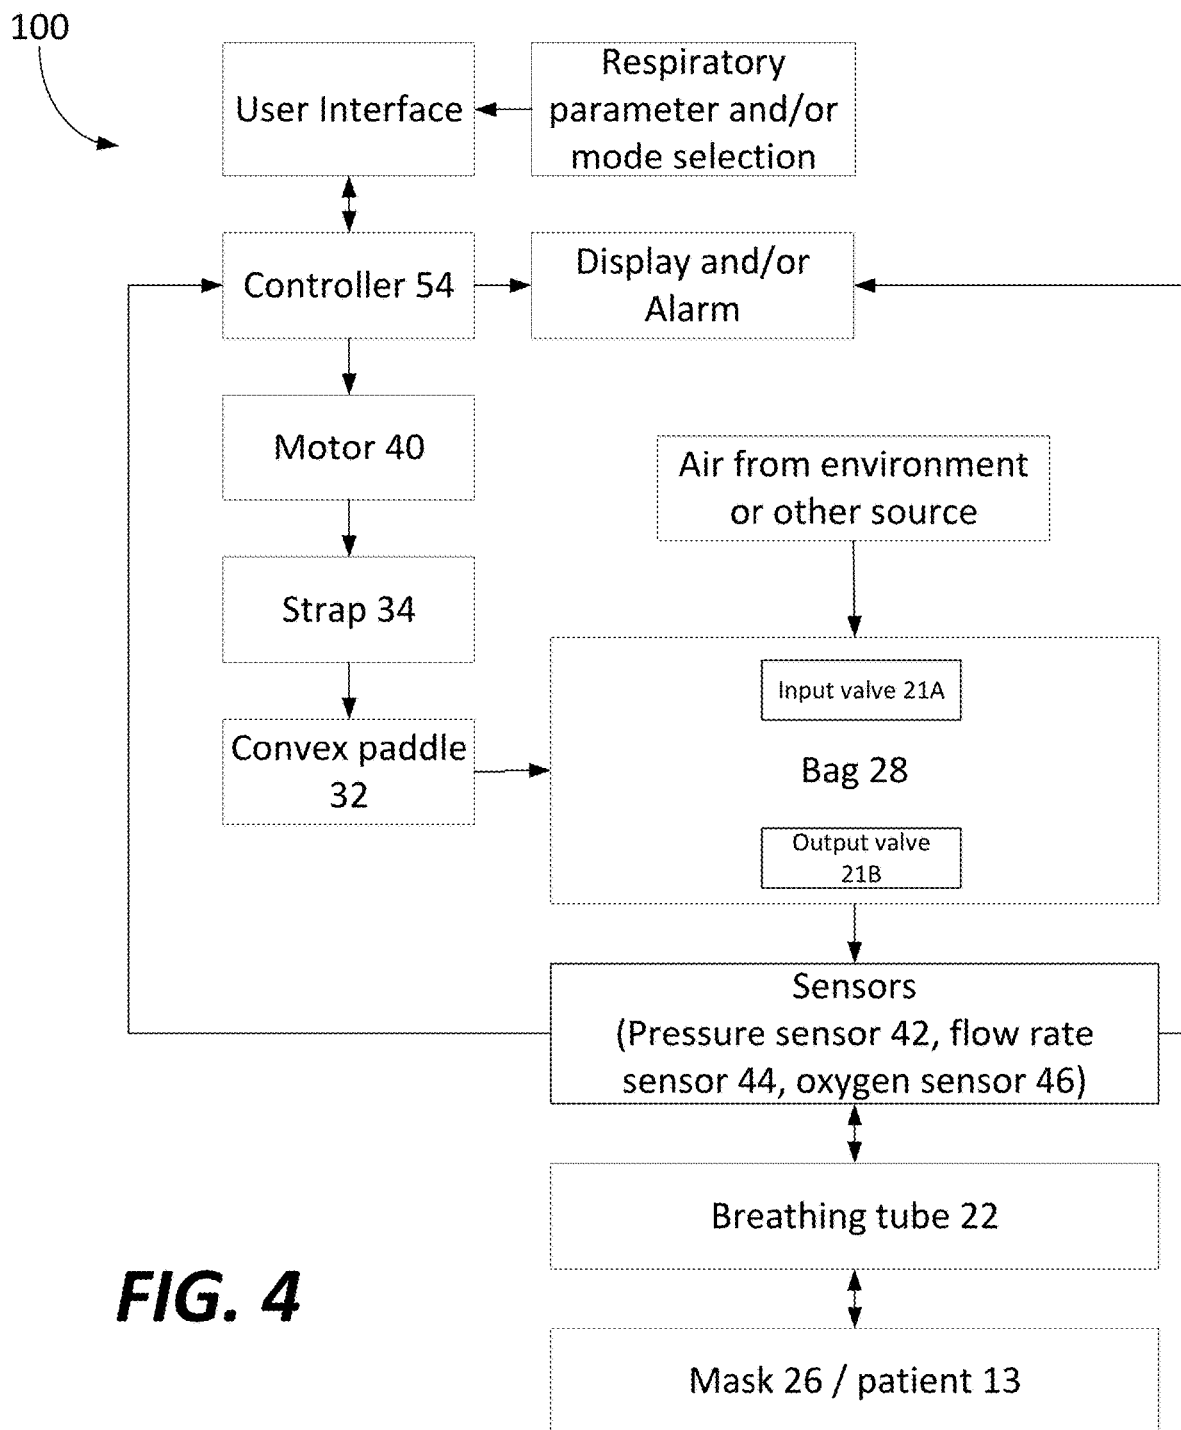 100
User Interface
Respiratory
parameter and/or
mode selection
Controller 54
Display and/or
Alarm
Motor 40
Air from environment
or other source
Strap 34
Input valve 21A
Convex paddle
32
Bag 28
Output valve
21B
Sensors
(Pressure sensor 42, flow rate
sensor 44, oxygen sensor 46)
Breathing tube 22
FIG. 4
Mask 26 / patient 13